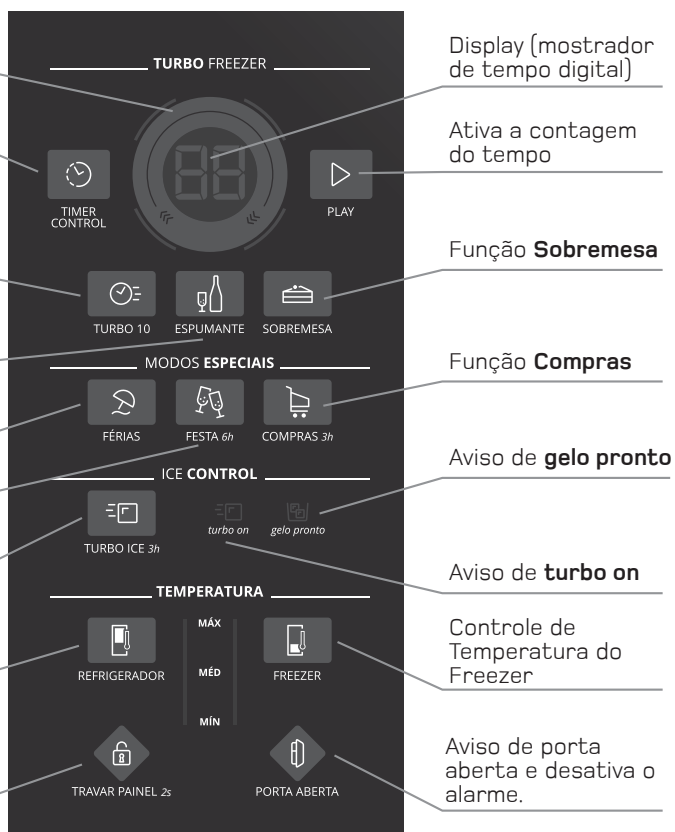 TURBO FREEZER
88
TIMER
CONTROL
PLAY
TURBO 10
ESPUMANTE
SOBREMESA
MODOS ESPECIAIS
FÉRIAS
FESTA 6h
COMPRAS 3h
ICE CONTROL
TURBO ICE 3h
turbo on
gelo pronto
TEMPERATURA
MÁX
MÉD
MÍN
REFRIGERADOR
FREEZER
TRAVAR PAINEL 2s
PORTA ABERTA
Display (mostrador
de tempo digital)
Ativa a contagem
do tempo
Função Sobremesa
Função Compras
Aviso de gelo pronto
Aviso de turbo on
Controle de
Temperatura do
Freezer
Aviso de porta
aberta e desativa o
alarme.